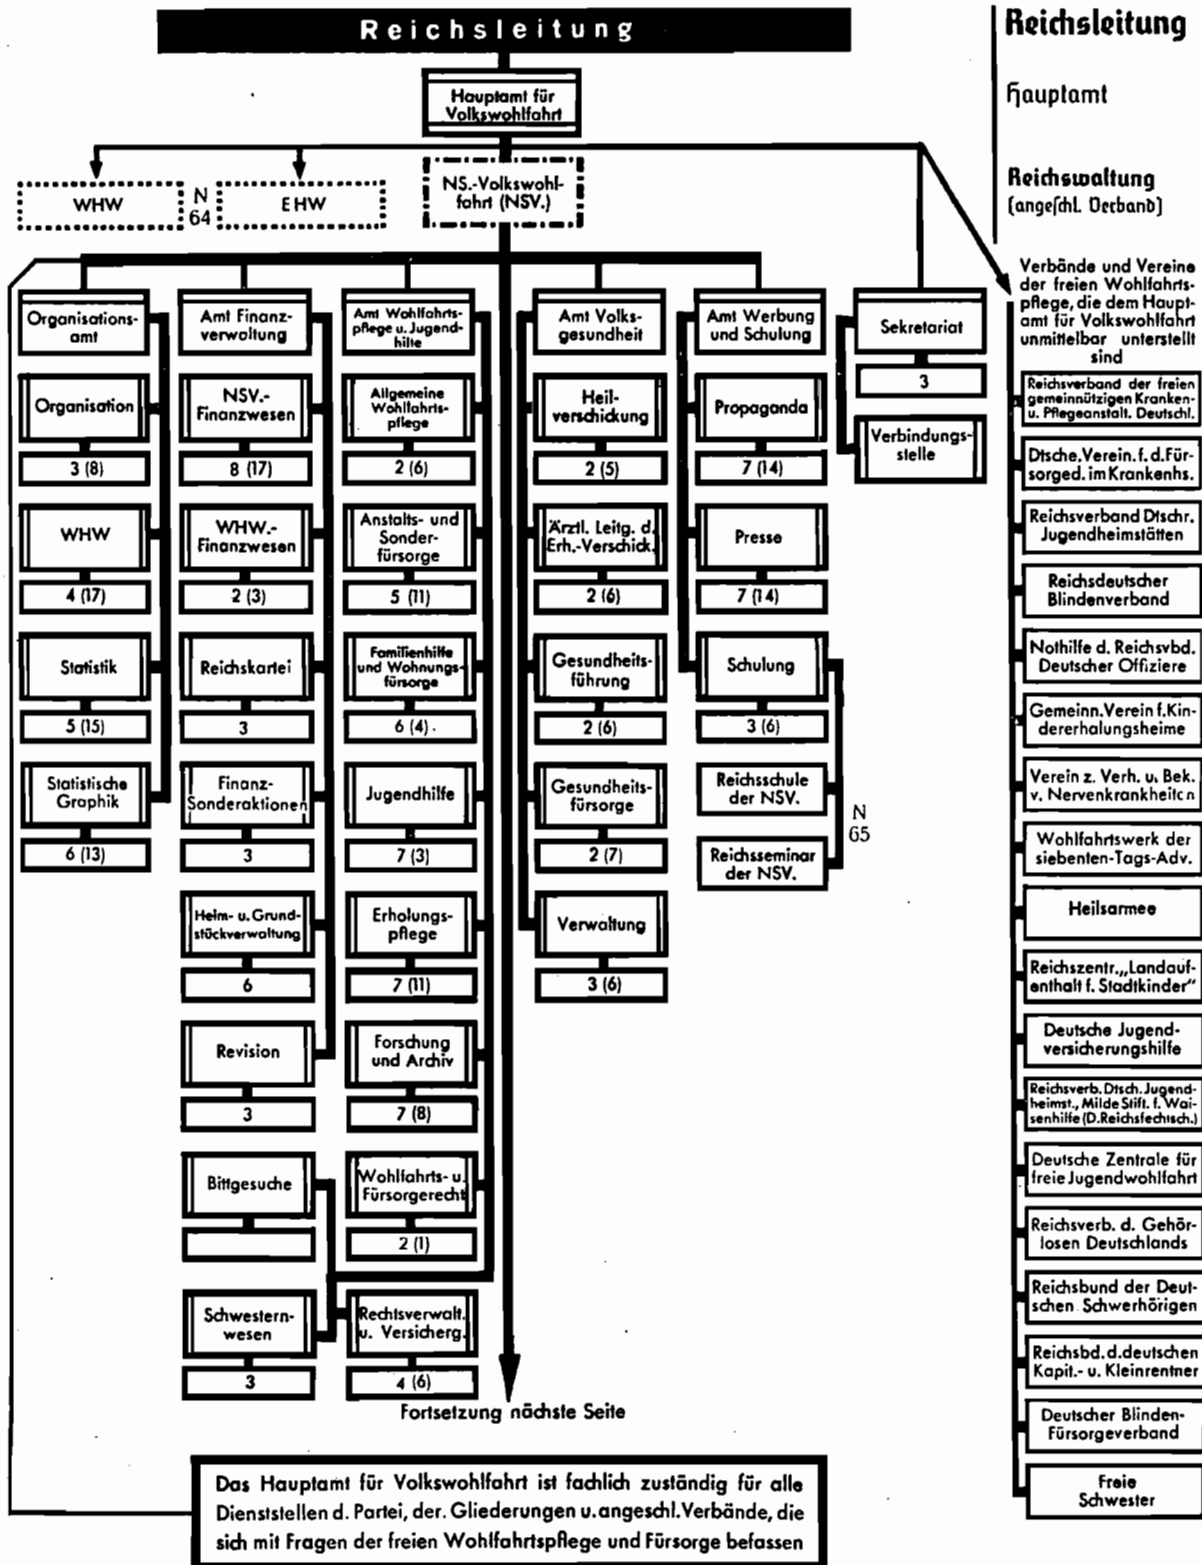 Reichsleitung
Hauptamt für
Volkswohlfahrt
WHW
N
64
EHW
NS.-Volkswohl-
fahrt (NSV.)
Reichsleitung
Hauptamt
Reichswaltung
(angeschl. Verband)
Organisations-
amt
Organisation
3 (8)
WHW
4 (17)
Statistik
5 (15)
Statistische
Graphik
6 (13)
Amt Finanz-
verwaltung
NSV.-
Finanzwesen
8 (17)
WHW.-
Finanzwesen
2 (3)
Reichskartei
3
Finanz-
Sonderaktionen
3
Heim- u. Grund-
stückverwaltung
6
Revision
3
Bittgesuche
Schwestern-
wesen
3
Amt Wohlfahrts-
pflege u. Jugend-
hilfe
Allgemeine
Wohlfahrts-
pflege
2 (6)
Anstalts- und
Sonder-
fürsorge
5 (11)
Familienhilfe
und Wohnungs-
fürsorge
6 (4).
Jugendhilfe
7 (3)
Erholungs-
pflege
7 (11)
Forschung
und Archiv
7 (8)
Wohlfahrts- u.
Fürsorgerecht
2 (1)
Rechtsverwalt.
u. Versicherg.
4 (6)
Amt Volks-
gesundheit
Heil-
verschickung
2 (5)
Ärztl. Leitg. d.
Erh.-Verschick.
2 (6)
Gesundheits-
führung
2 (6)
Gesundheits-
fürsorge
2 (7)
Verwaltung
3 (6)
Amt Werbung
und Schulung
Propaganda
7 (14)
Presse
7 (14)
Schulung
3 (6)
Reichsschule
der NSV.
Reichsseminar
der NSV.
N
65
Sekretariat
3
Verbindungs-
stelle
Verbände und Vereine
der freien Wohlfahrts-
pflege, die dem Haupt-
amt für Volkswohlfahrt
unmittelbar unterstellt
sind
Reichsverband der freien
gemeinnützigen Kranken-
u. Pflegeanstalt. Deutschl.
Dtsche. Verein. f. d. Für-
sorged. im Krankenhs.
Reichsverband Dtschr.
Jugendheimstätten
Reichsdeutscher
Blindenverband
Nothilfe d. Reichsvbd.
Deutscher Offiziere
Gemeinn. Verein f. Kin-
dererhalungsheime
Verein z. Verh. u. Bek.
v. Nervenkrankheiten
Wohlfahrtswerk der
siebenten-Tags-Adv.
Heilsarmee
Reichszentr. „Landauf-
enthalt f. Stadtkinder"
Deutsche Jugend-
versicherungshilfe
Reichsverb. Dtsch. Jugend-
heimst., Milde Stift. f. Wai-
senhilfe (D. Reichsfechtsch.)
Deutsche Zentrale für
freie Jugendwohlfahrt
Reichsverb. d. Gehör-
losen Deutschlands
Reichsbund der Deut-
schen Schwerhörigen
Reichsbd. d. deutschen
Kapit.- u. Kleinrentner
Deutscher Blinden-
Fürsorgeverband
Freie
Schwester
Fortsetzung nächste Seite
Das Hauptamt für Volkswohlfahrt ist fachlich zuständig für alle
Dienststellen d. Partei, der. Gliederungen u. angeschl. Verbände, die
sich mit Fragen der freien Wohlfahrtspflege und Fürsorge befassen